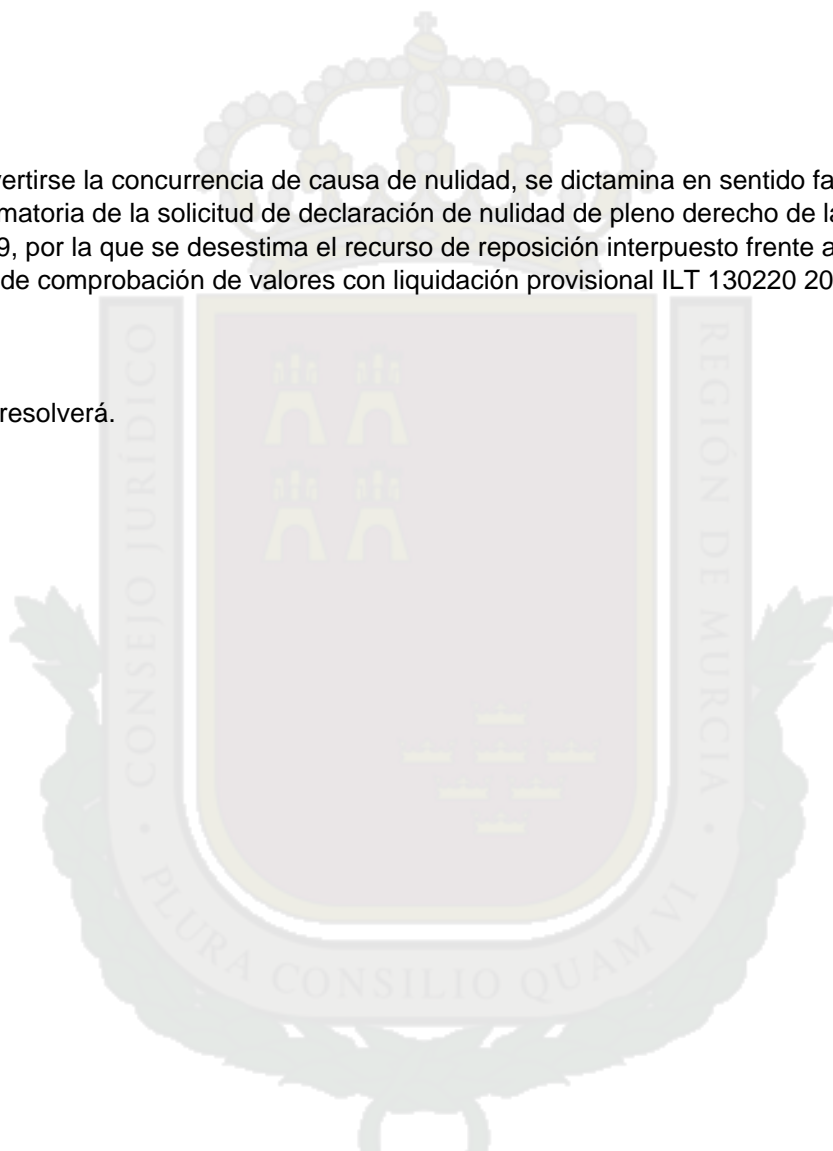 vertirse la concurrencia de causa de nulidad, se dictamina en sentido fa
matoria de la solicitud de declaración de nulidad de pleno derecho de la
9, por la que se desestima el recurso de reposición interpuesto frente a
de comprobación de valores con liquidación provisional ILT 130220 20
resolverá.
CONSEJO JURÍDICO
REGIÓN DE MURCIA
PLURA CONSILIO QUAM VI